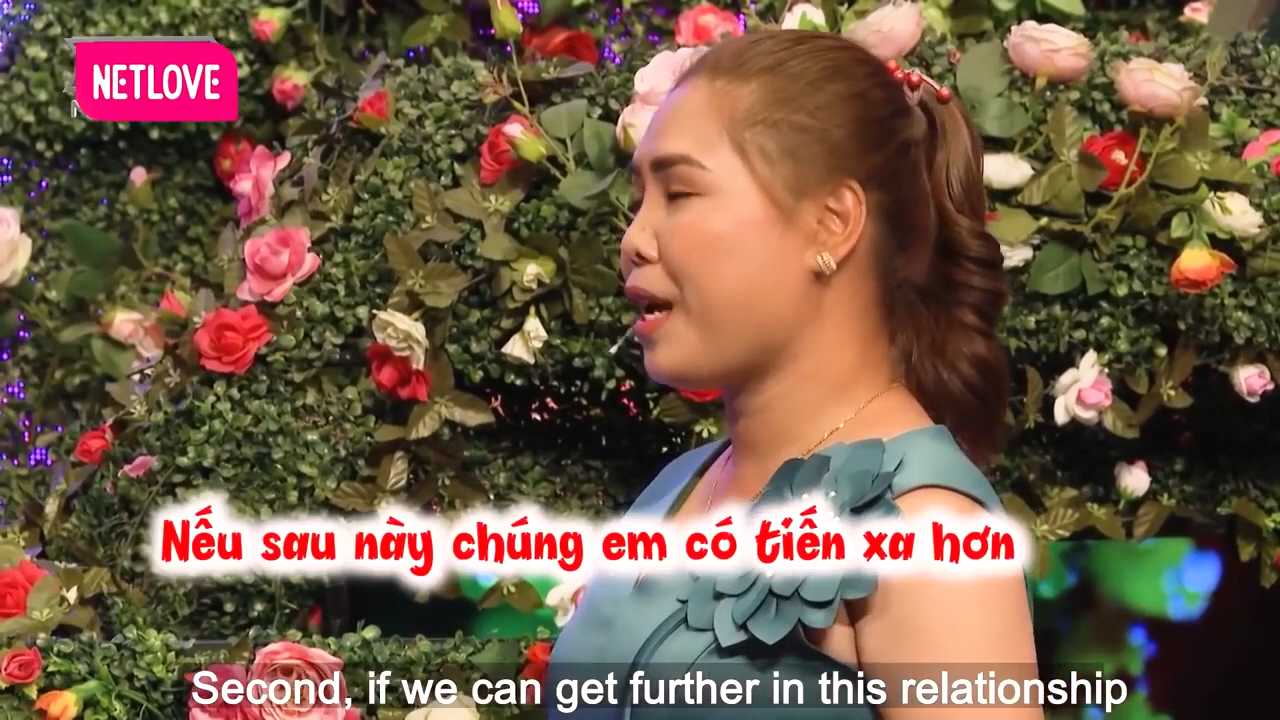 NETLOVE
Nếu sau này chúng em có tiến xa hơn
Second, if we can get further in this relationship